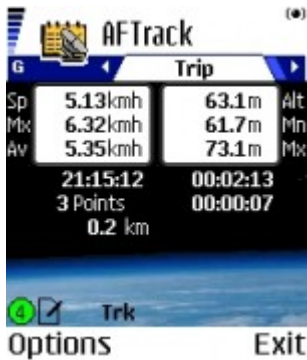 AFTrack
G Trip
Sp 5.13kmh 63.1m Alt
Mx 6.32kmh 61.7m Mn
Av 5.35kmh 73.1m Mx
21:15:12 00:02:13
3 Points 00:00:07
0.2 km
4 Trk
Options Exit